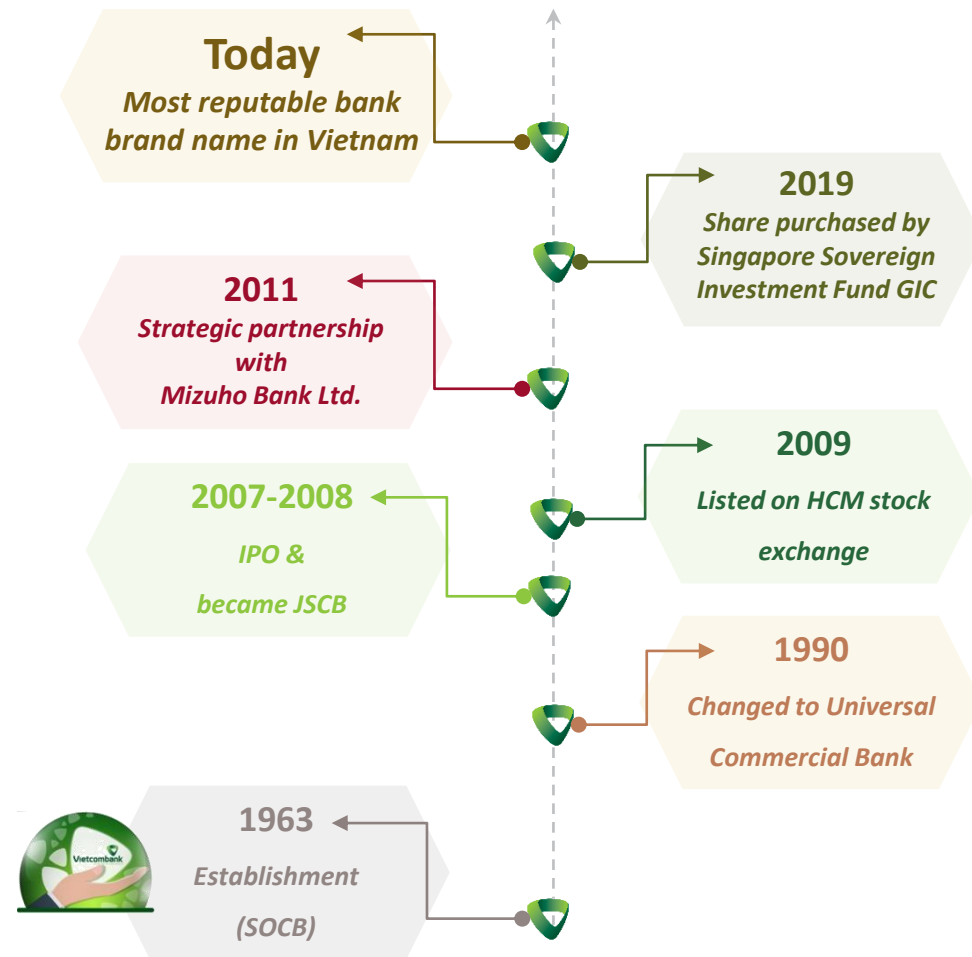 Today
Most reputable bank
brand name in Vietnam
2019
Share purchased by
Singapore Sovereign
Investment Fund GIC
2011
Strategic partnership
with
Mizuho Bank Ltd.
2009
Listed on HCM stock
exchange
2007-2008
IPO &
became JSCB
1990
Changed to Universal
Commercial Bank
1963
Establishment
(SOCB)
Vietcombank